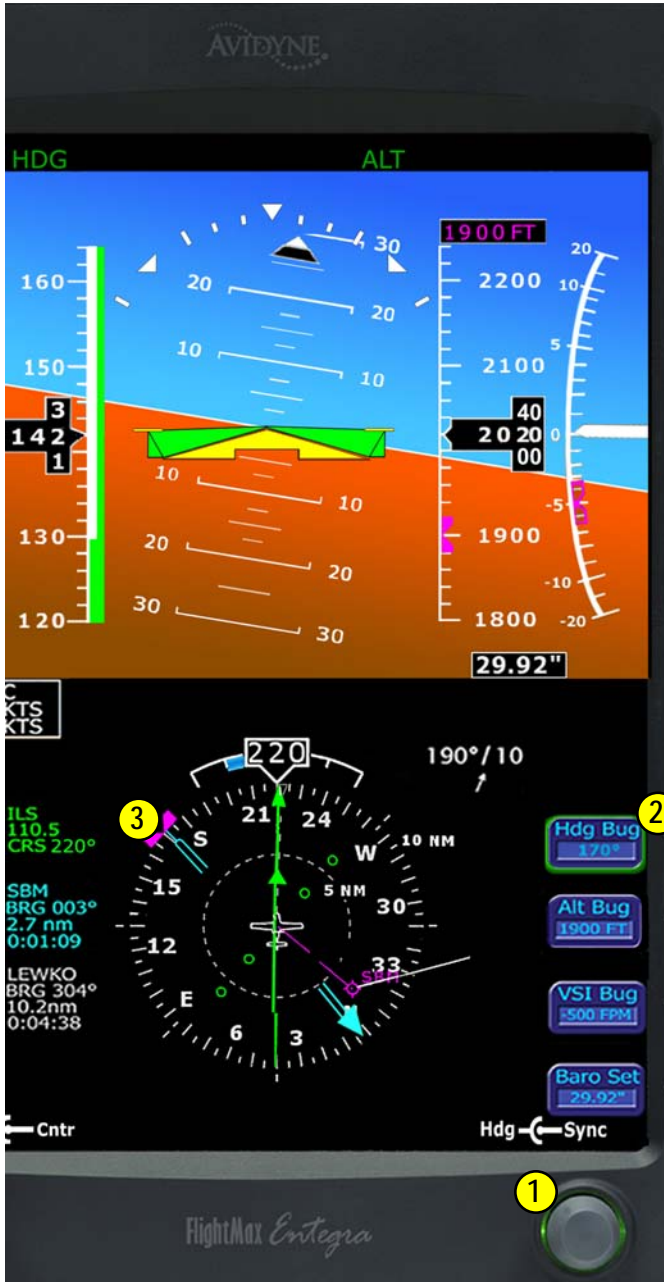 AVIDYNE
HDG ALT
1900 FT
160 150 130 120
3
142
1
30
20 20
10 10
10 10
20 20
30 30
2200
2100
40
2020
00
1900
1800
20
10
5
0
-5
-10
-20
29.92"
C
KTS
KTS
220
190°/10
ILS
110.5
CRS 220°
SBM
BRG 003°
2.7 nm
0:01:09
LEWKO
BRG 304°
10.2nm
0:04:38
21 24 W 30 33 3 6 E 12 15 S
10 NM
5 NM
SBM
3
2
Hdg Bug
170°
Alt Bug
1900 FT
VSI Bug
-500 FPM
Baro Set
29.92"
Cntr
Hdg Sync
1
FlightMax Entegra